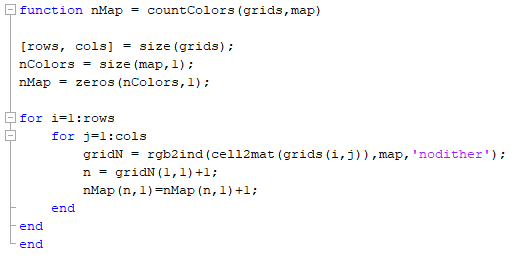 function nMap = countColors(grids,map)

[rows, cols] = size(grids);
nColors = size(map,1);
nMap = zeros(nColors,1);

for i=1:rows
    for j=1:cols
        gridN = rgb2ind(cell2mat(grids(i,j)),map,'nodither');
        n = gridN(1,1)+1;
        nMap(n,1)=nMap(n,1)+1;
    end
end
end